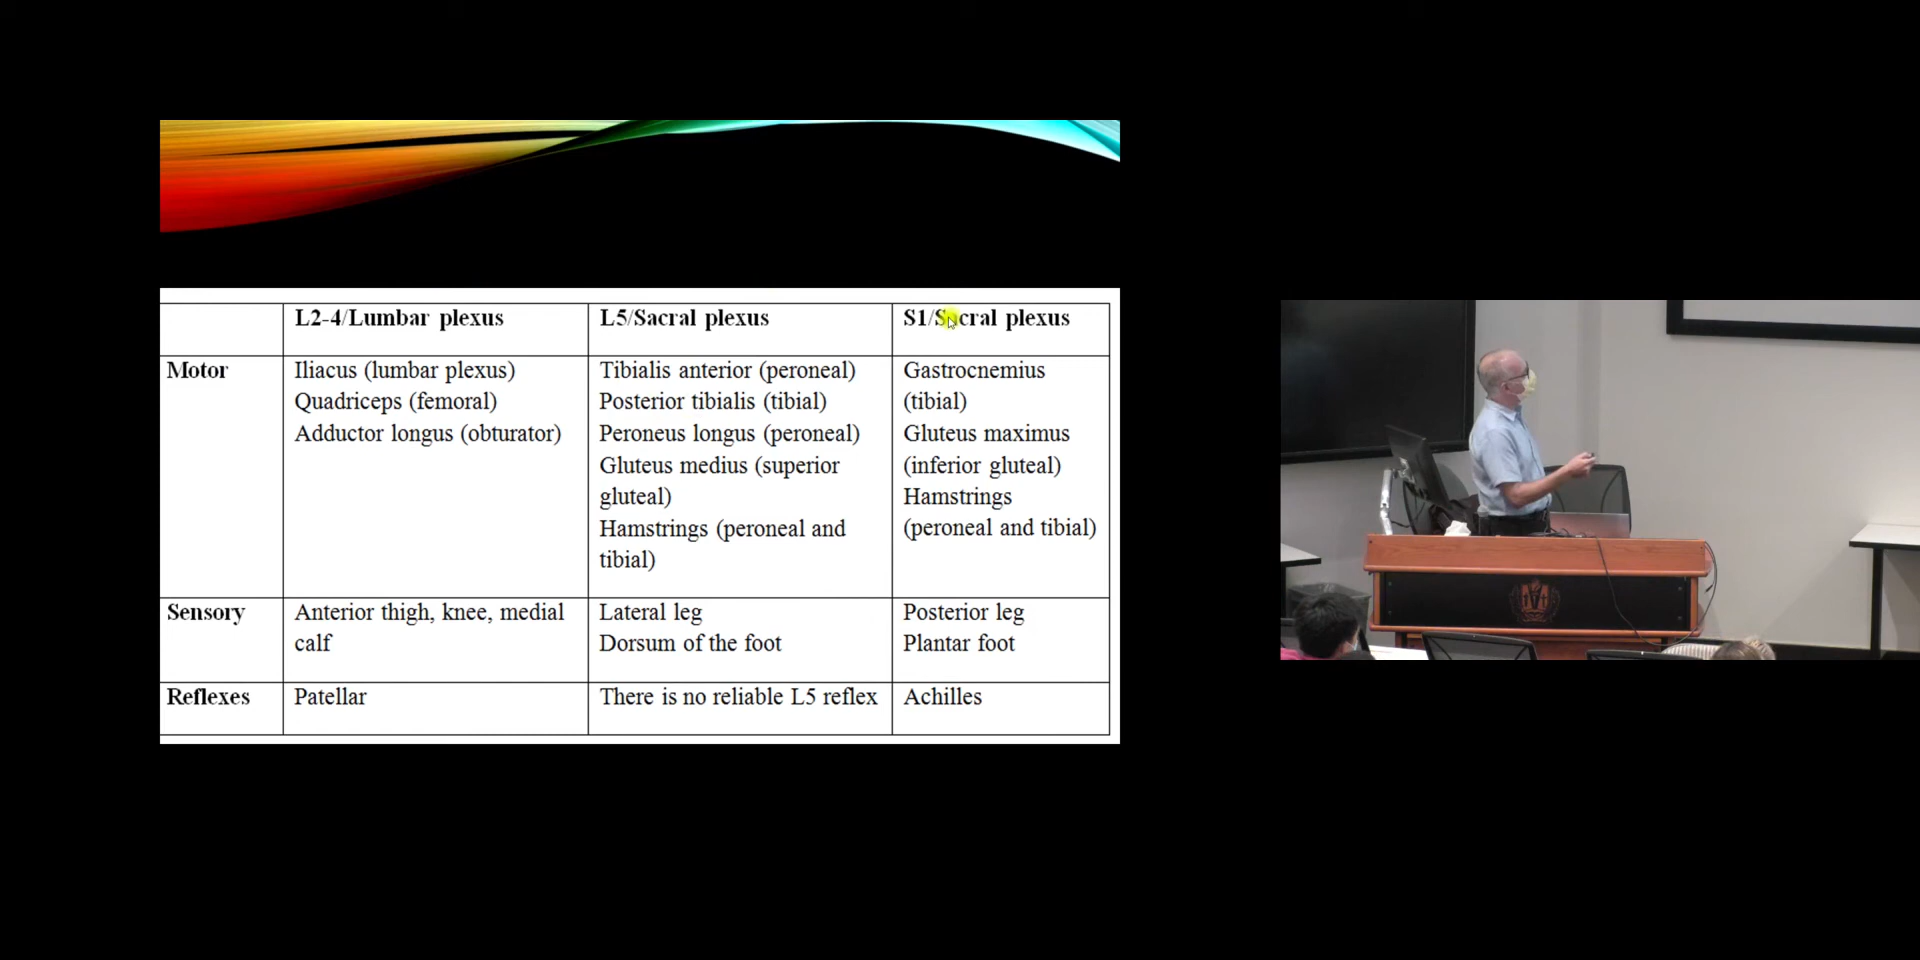 L2-4/Lumbar plexus
L5/Sacral plexus
S1/Sacral plexus
Motor
Iliacus (lumbar plexus)
Quadriceps (femoral)
Adductor longus (obturator)
Tibialis anterior (peroneal)
Posterior tibialis (tibial)
Peroneus longus (peroneal)
Gluteus medius (superior
gluteal)
Hamstrings (peroneal and
tibial)
Gastrocnemius
(tibial)
Gluteus maximus
(inferior gluteal)
Hamstrings
(peroneal and tibial)
Sensory
Anterior thigh, knee, medial
calf
Lateral leg
Dorsum of the foot
Posterior leg
Plantar foot
Reflexes
Patellar
There is no reliable L5 reflex
Achilles